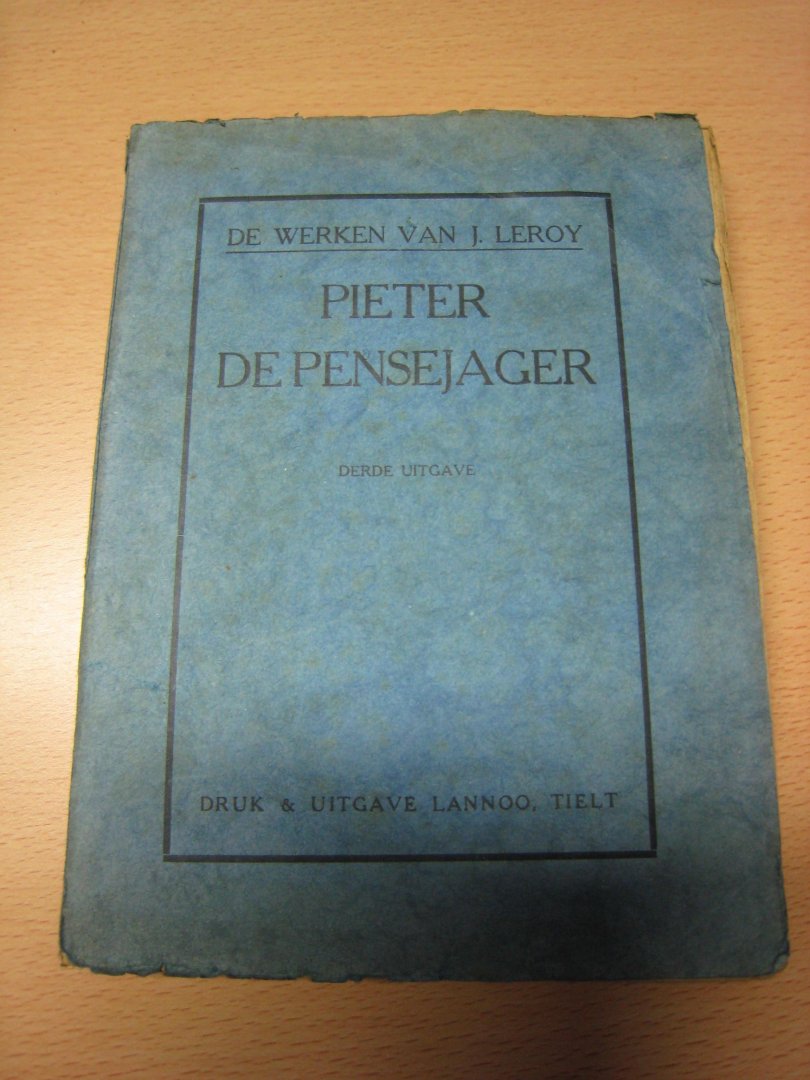 DE WERKEN VAN J. LEROY
PIETER
DE PENSEJAGER
DERDE UITGAVE
DRUK & UITGAVE LANNOO, TIELT